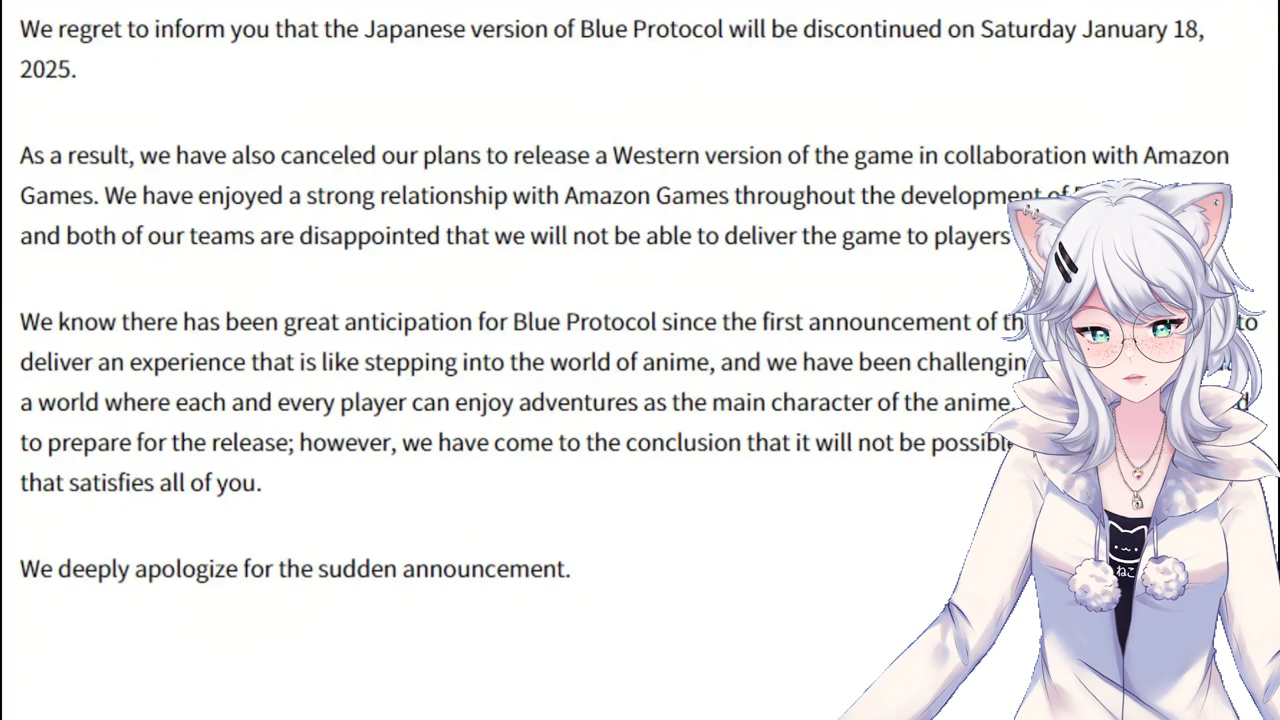 We regret to inform you that the Japanese version of Blue Protocol will be discontinued on Saturday January 18,
2025.
As a result, we have also canceled our plans to release a Western version of the game in collaboration with Amazon
Games. We have enjoyed a strong relationship with Amazon Games throughout the development of
and both of our teams are disappointed that we will not be able to deliver the game to players
We know there has been great anticipation for Blue Protocol since the first announcement of to
deliver an experience that is like stepping into the world of anime, and we have been
a world where each and every player can enjoy adventures as the main character of the anime.
to prepare for the release; however, we have come to the conclusion that it will not be
that satisfies all of you.
We deeply apologize for the sudden announcement.
ねこ